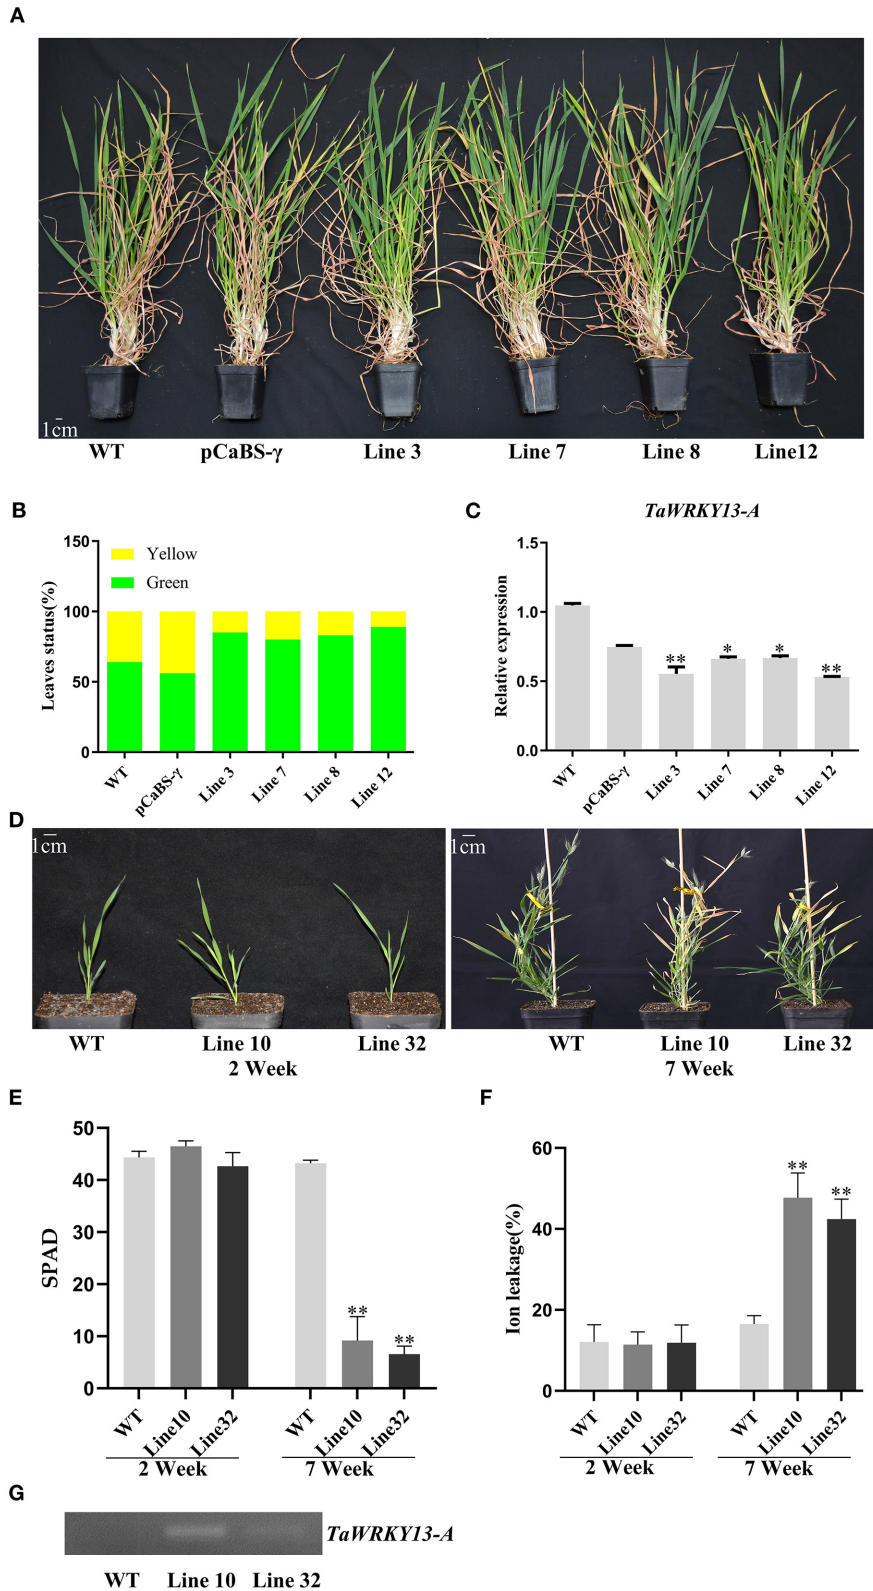 A
1cm
WT pCaBS-γ Line 3 Line 7 Line 8 Line12
B
Leaves status(%)
150
100
50
0
Yellow
Green
WT pCaBS-γ Line 3 Line 7 Line 8 Line 12
C
TaWRKY13-A
Relative expression
1.5
1.0
0.5
0.0
** * * **
WT pCaBS-γ Line 3 Line 7 Line 8 Line 12
D
1cm
WT Line 10 Line 32
2 Week
1cm
WT Line 10 Line 32
7 Week
E
SPAD
50
40
30
20
10
0
** **
WT Line10 Line32 WT Line10 Line32
2 Week 7 Week
F
Ion leakage(%)
60
40
20
0
** **
WT Line10 Line32 WT Line10 Line32
2 Week 7 Week
G
TaWRKY13-A
WT Line 10 Line 32